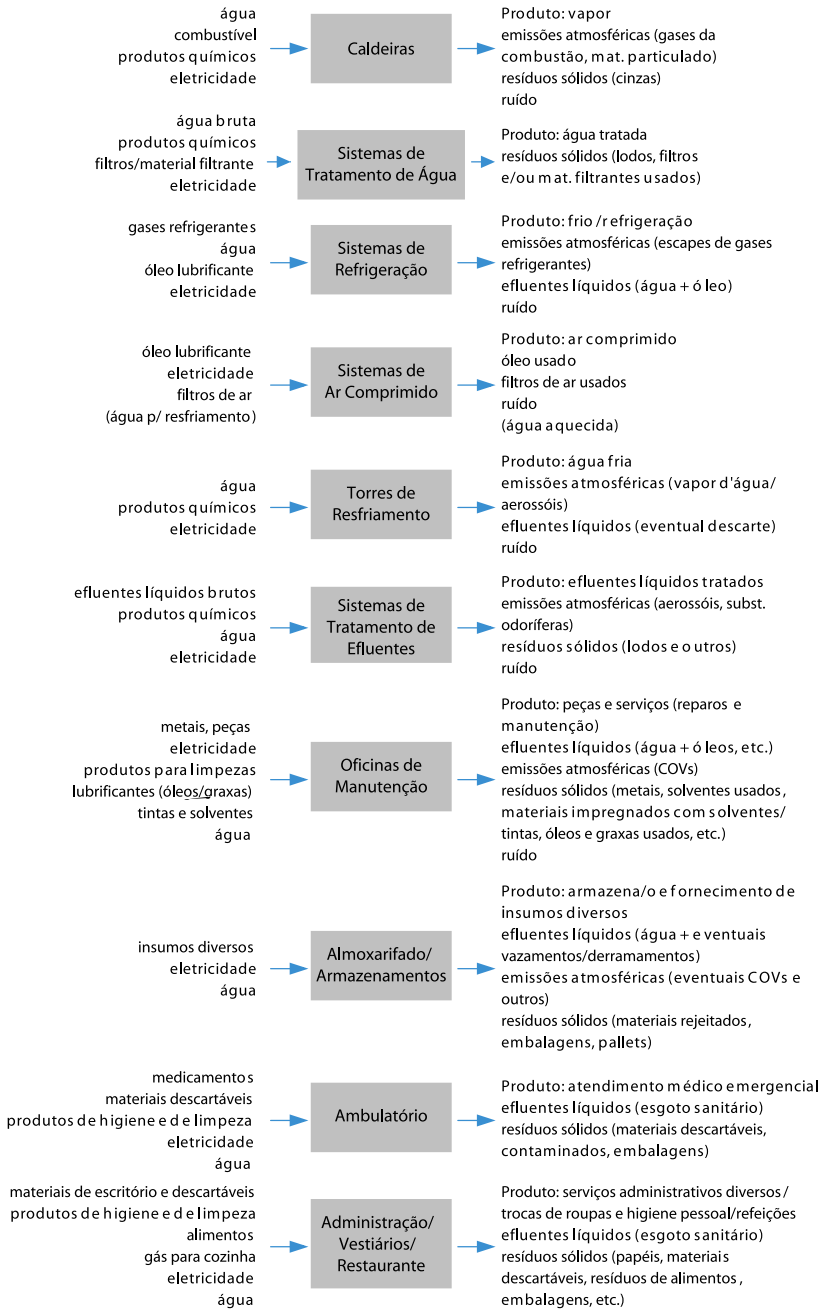 água
combustível
produtos químicos
eletricidade
Caldeiras
Produto: vapor
emissões atmosféricas (gases da
combustão, mat. particulado)
resíduos sólidos (cinzas)
ruído
água bruta
produtos químicos
filtros/material filtrante
eletricidade
Sistemas de
Tratamento de Água
Produto: água tratada
resíduos sólidos (lodos, filtros
e/ou mat. filtrantes usados)
gases refrigerantes
água
óleo lubrificante
eletricidade
Sistemas de
Refrigeração
Produto: frio /refrigeração
emissões atmosféricas (escapes de gases
refrigerantes)
efluentes líquidos (água + óleo)
ruído
óleo lubrificante
eletricidade
filtros de ar
(água p/ resfriamento)
Sistemas de
Ar Comprimido
Produto: ar comprimido
óleo usado
filtros de ar usados
ruído
(água aquecida)
água
produtos químicos
eletricidade
Torres de
Resfriamento
Produto: água fria
emissões atmosféricas (vapor d'água/
aerossóis)
efluentes líquidos (eventual descarte)
ruído
efluentes líquidos brutos
produtos químicos
água
eletricidade
Sistemas de
Tratamento de
Efluentes
Produto: efluentes líquidos tratados
emissões atmosféricas (aerossóis, subst.
odoríferas)
resíduos sólidos (lodos e outros)
ruído
metais, peças
eletricidade
produtos para limpezas
lubrificantes (óleos/graxas)
tintas e solventes
água
Oficinas de
Manutenção
Produto: peças e serviços (reparos e
manutenção)
efluentes líquidos (água + óleos, etc.)
emissões atmosféricas (COVs)
resíduos sólidos (metais, solventes usados,
materiais impregnados com solventes/
tintas, óleos e graxas usados, etc.)
ruído
insumos diversos
eletricidade
água
Almoxarifado/
Armazenamentos
Produto: armazena/o e fornecimento de
insumos diversos
efluentes líquidos (água + eventuais
vazamentos/derramamentos)
emissões atmosféricas (eventuais COVs e
outros)
resíduos sólidos (materiais rejeitados,
embalagens, pallets)
medicamentos
materiais descartáveis
produtos de higiene e de limpeza
eletricidade
água
Ambulatório
Produto: atendimento médico emergencial
efluentes líquidos (esgoto sanitário)
resíduos sólidos (materiais descartáveis,
contaminados, embalagens)
materiais de escritório e descartáveis
produtos de higiene e de limpeza
alimentos
gás para cozinha
eletricidade
água
Administração/
Vestiários/
Restaurante
Produto: serviços administrativos diversos/
trocas de roupas e higiene pessoal/refeições
efluentes líquidos (esgoto sanitário)
resíduos sólidos (papéis, materiais
descartáveis, resíduos de alimentos,
embalagens, etc.)